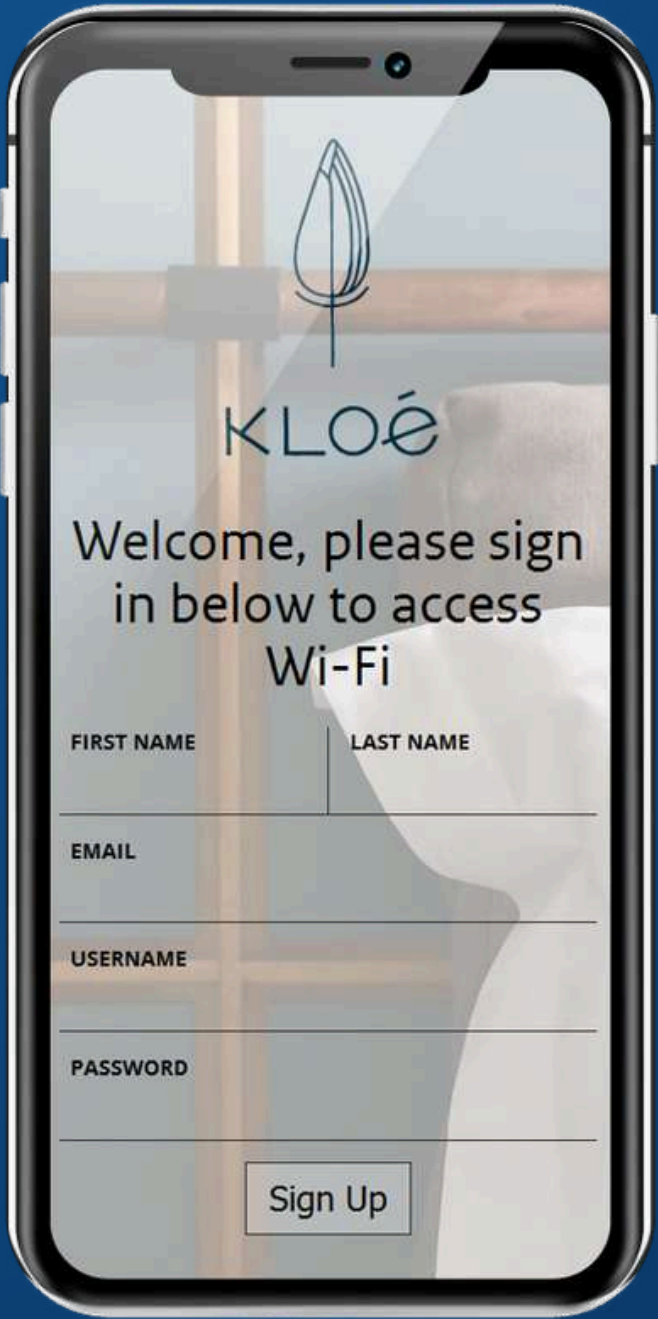 KLOé
Welcome, please sign
in below to access
Wi-Fi
FIRST NAME LAST NAME
EMAIL
USERNAME
PASSWORD
Sign Up